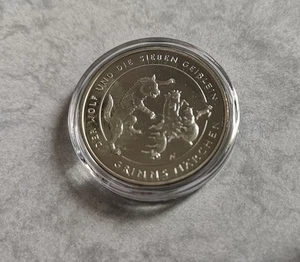 DER WOLF UND DIE SIEBEN GEIßLEIN
GRIMMS MÄRCHEN